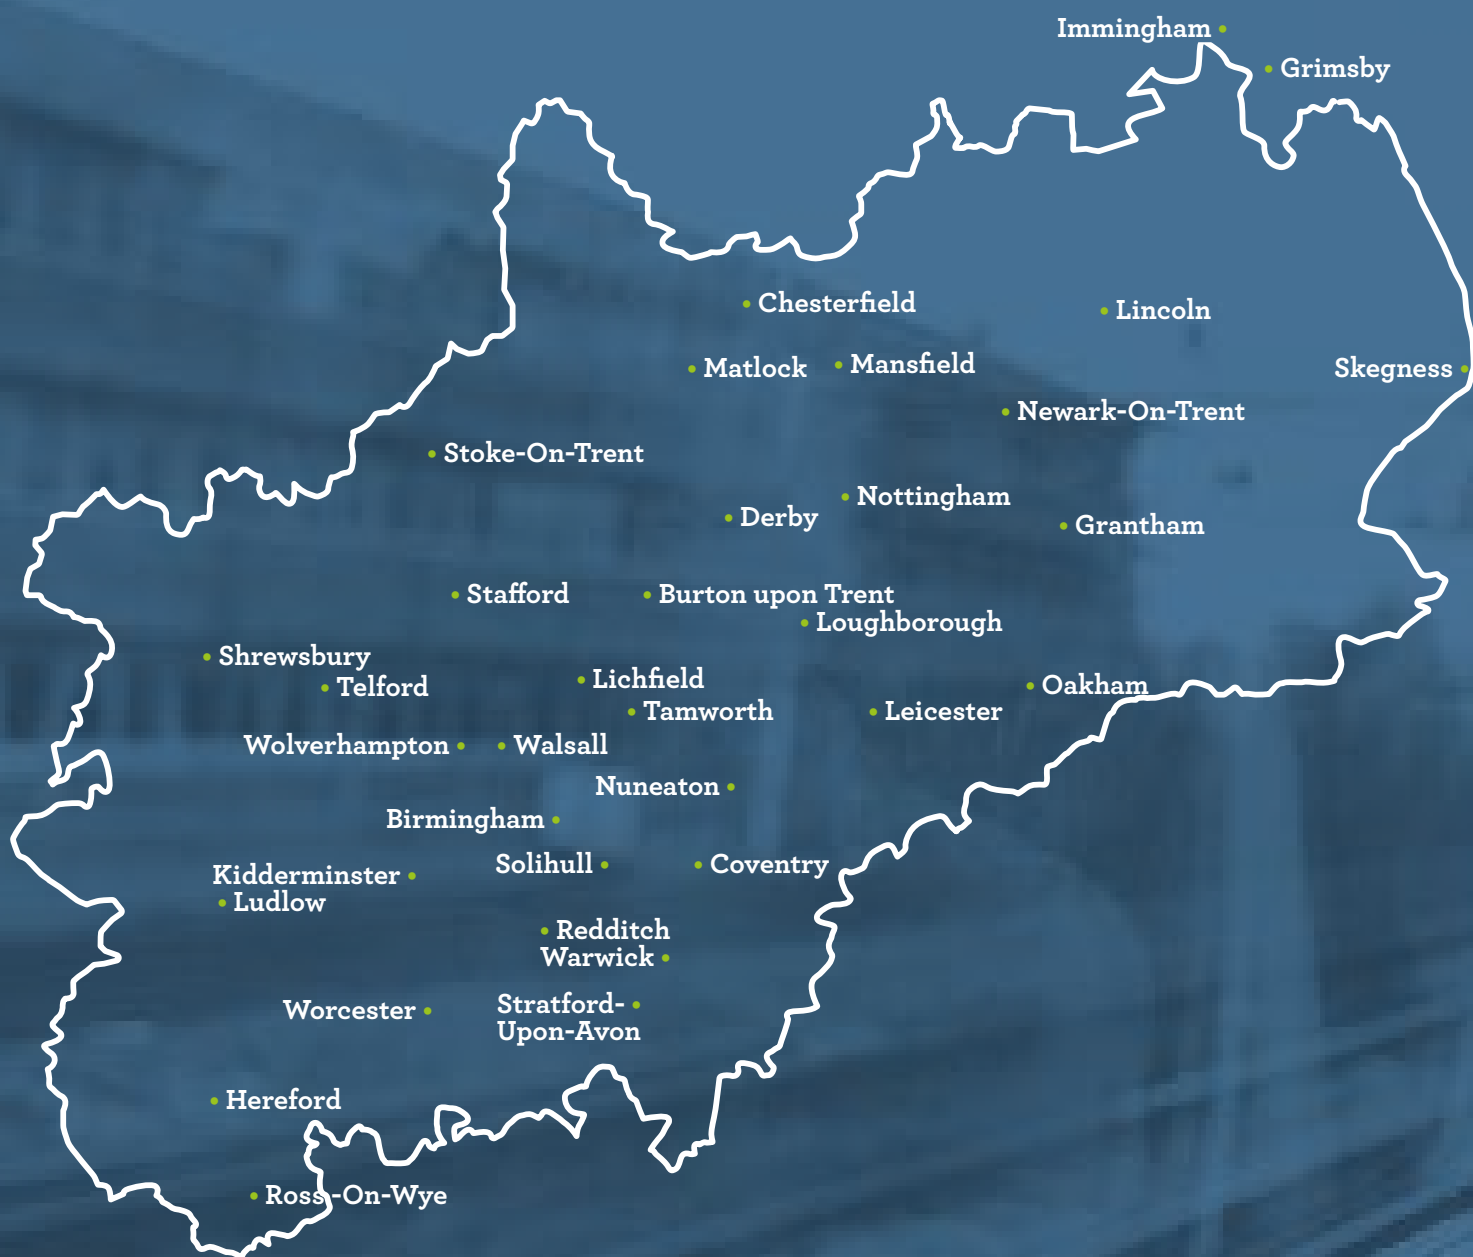 Immingham
Grimsby
Chesterfield
Lincoln
Matlock
Mansfield
Skegness
Newark-On-Trent
Stoke-On-Trent
Nottingham
Derby
Grantham
Stafford
Burton upon Trent
Loughborough
Shrewsbury
Telford
Lichfield
Oakham
Tamworth
Leicester
Wolverhampton
Walsall
Nuneaton
Birmingham
Solihull
Coventry
Kidderminster
Ludlow
Redditch
Warwick
Worcester
Stratford-
Upon-Avon
Hereford
Ross-On-Wye